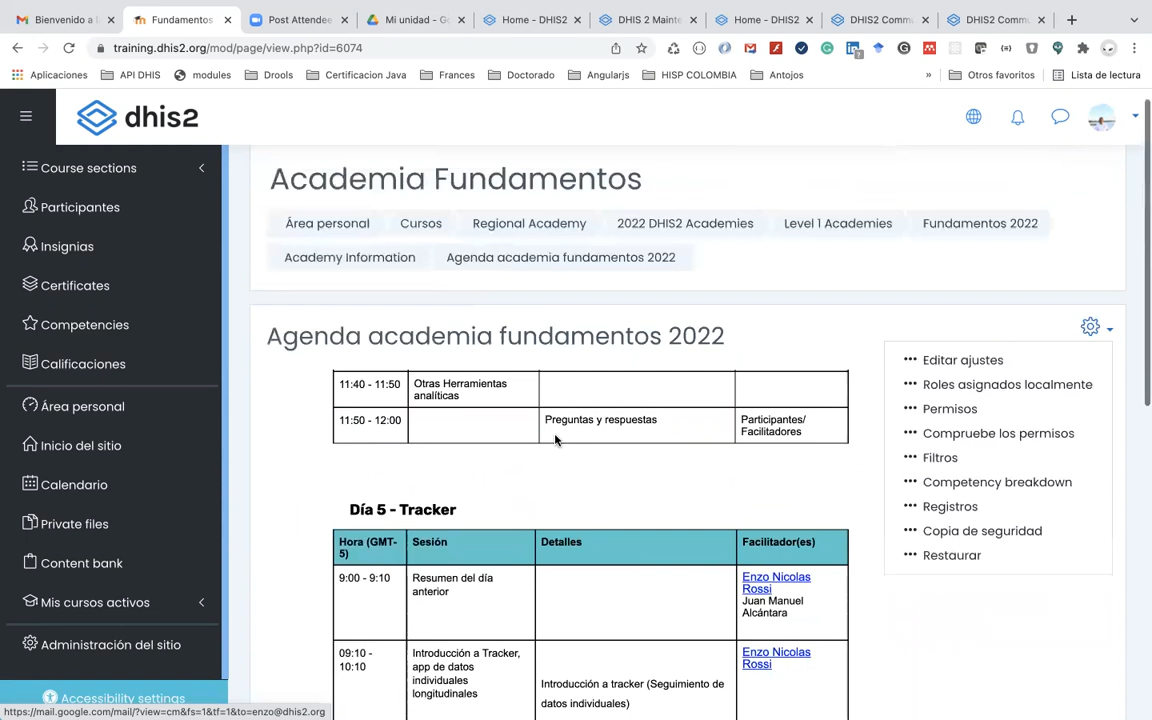 Bienvenido a l
Fundamentos
Post Attendee
Mi unidad - Go
Home - DHIS2
DHIS 2 Mainte
Home - DHIS2
DHIS2 Commu
DHIS2 Commu
training.dhis2.org/mod/page/view.php?id=6074
Aplicaciones
API DHIS
modules
Drools
Certificacion Java
Frances
Doctorado
Angularjs
HISP COLOMBIA
Antojos
»
Otros favoritos
Lista de lectura
dhis2
Course sections
Participantes
Insignias
Certificates
Competencies
Calificaciones
Área personal
Inicio del sitio
Calendario
Private files
Content bank
Mis cursos activos
Administración del sitio
Accessibility settings
https://mail.google.com/mail/?view=cm&fs=1&tf=1&to=enzo@dhis2.org
Academia Fundamentos
Área personal Cursos Regional Academy 2022 DHIS2 Academies Level 1 Academies Fundamentos 2022
Academy Information Agenda academia fundamentos 2022
Agenda academia fundamentos 2022
11:40 - 11:50 Otras Herramientas
analíticas
11:50 - 12:00 Preguntas y respuestas Participantes/
Facilitadores
Día 5 - Tracker
Hora (GMT- Sesión Detalles Facilitador(es)
5)
9:00 - 9:10 Resumen del día Enzo Nicolas
anterior Rossi
Juan Manuel
Alcántara
09:10 - Introducción a Tracker, Enzo Nicolas
10:10 app de datos Rossi
individuales
longitudinales
Introducción a tracker (Seguimiento de
datos individuales)
Editar ajustes
Roles asignados localmente
Permisos
Compruebe los permisos
Filtros
Competency breakdown
Registros
Copia de seguridad
Restaurar